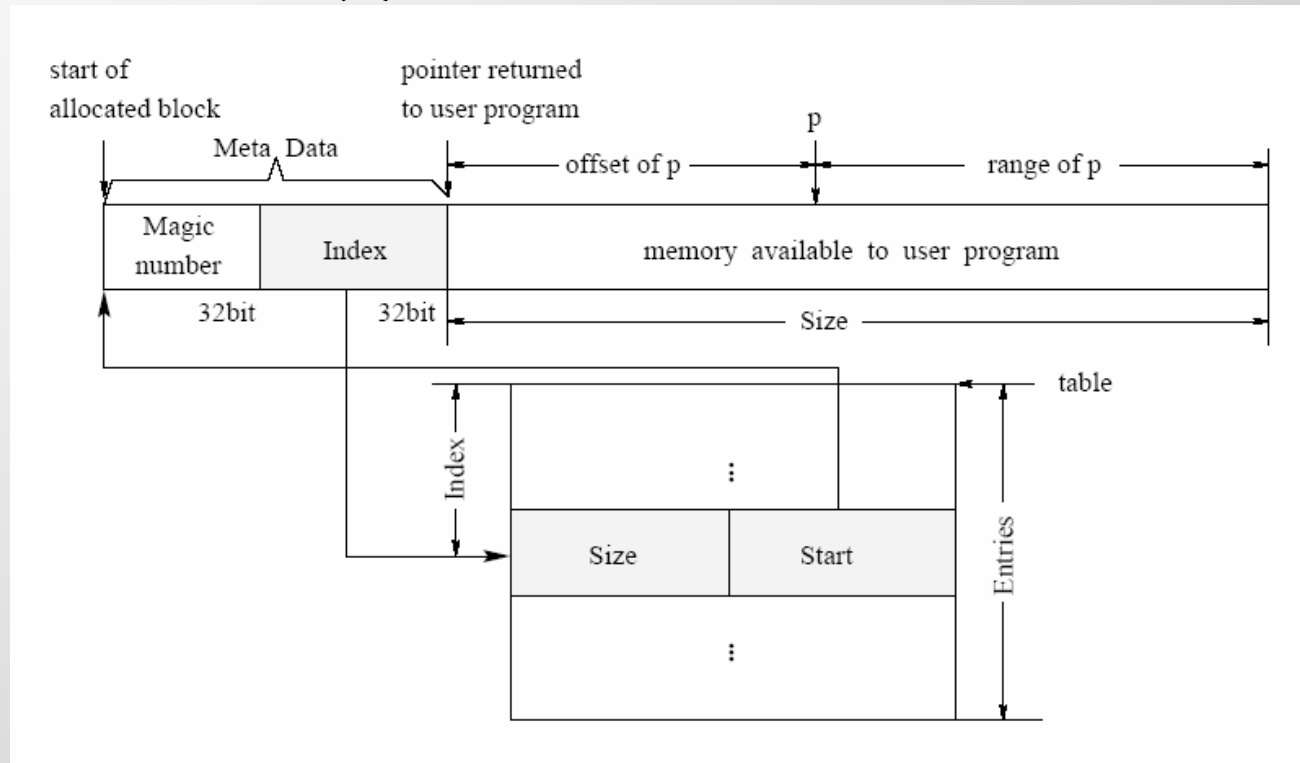 start of
allocated block
pointer returned
to user program
p
Meta Data
offset of p
range of p
Magic
number
Index
memory available to user program
32bit
32bit
Size
table
Index
Size
Start
Entries